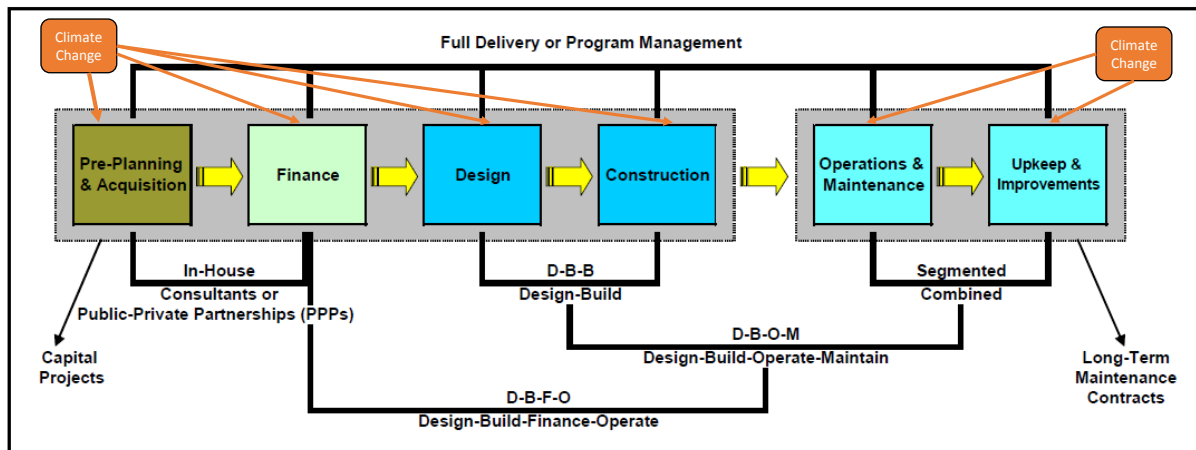 Climate
Change
Full Delivery or Program Management
Climate
Change
Pre-Planning
& Acquisition
Finance
Design
Construction
Operations &
Maintenance
Upkeep &
Improvements
In-House
Consultants or
Public-Private Partnerships (PPPs)
D-B-B
Design-Build
Segmented
Combined
D-B-O-M
Design-Build-Operate-Maintain
Capital
Projects
Long-Term
Maintenance
Contracts
D-B-F-O
Design-Build-Finance-Operate